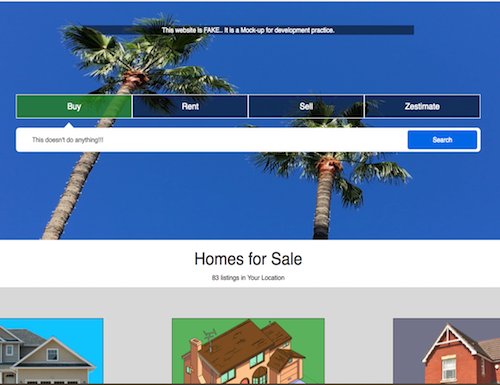 This website is FAKE.. It is a Mock-up for development practice.
Buy
Rent
Sell
Zestimate
This doesn't do anything!!!
Search
Homes for Sale
83 listings in Your Location